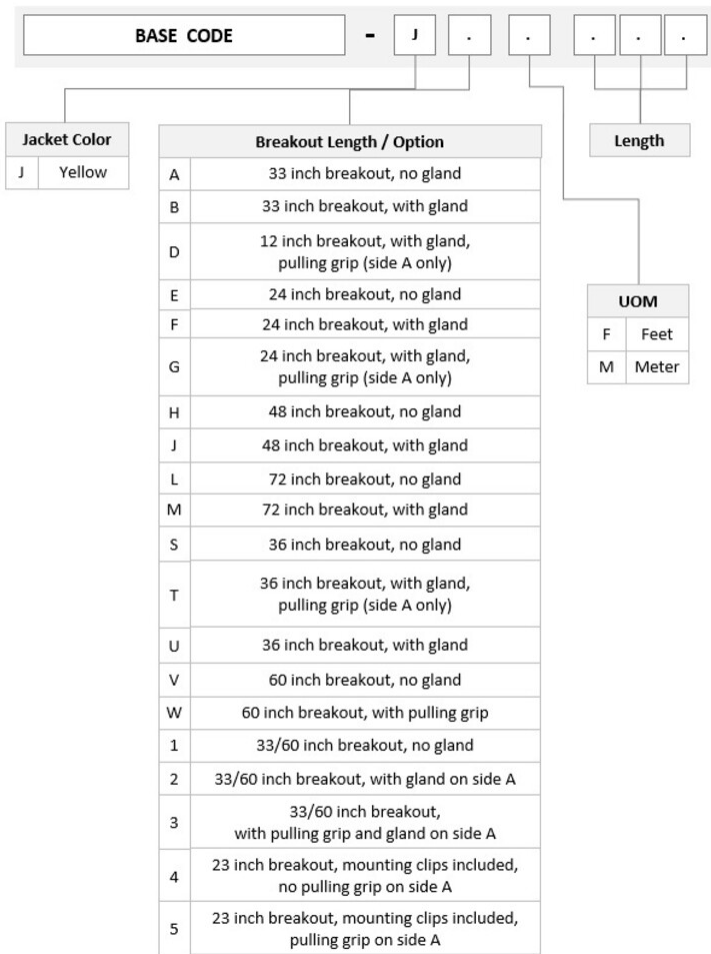 BASE CODE - J . . . . .
Jacket Color
J Yellow
Breakout Length / Option
A 33 inch breakout, no gland
B 33 inch breakout, with gland
D 12 inch breakout, with gland,
pulling grip (side A only)
E 24 inch breakout, no gland
F 24 inch breakout, with gland
G 24 inch breakout, with gland,
pulling grip (side A only)
H 48 inch breakout, no gland
J 48 inch breakout, with gland
L 72 inch breakout, no gland
M 72 inch breakout, with gland
S 36 inch breakout, no gland
T 36 inch breakout, with gland,
pulling grip (side A only)
U 36 inch breakout, with gland
V 60 inch breakout, no gland
W 60 inch breakout, with pulling grip
1 33/60 inch breakout, no gland
2 33/60 inch breakout, with gland on side A
3 33/60 inch breakout,
with pulling grip and gland on side A
4 23 inch breakout, mounting clips included,
no pulling grip on side A
5 23 inch breakout, mounting clips included,
pulling grip on side A
Length
UOM
F Feet
M Meter